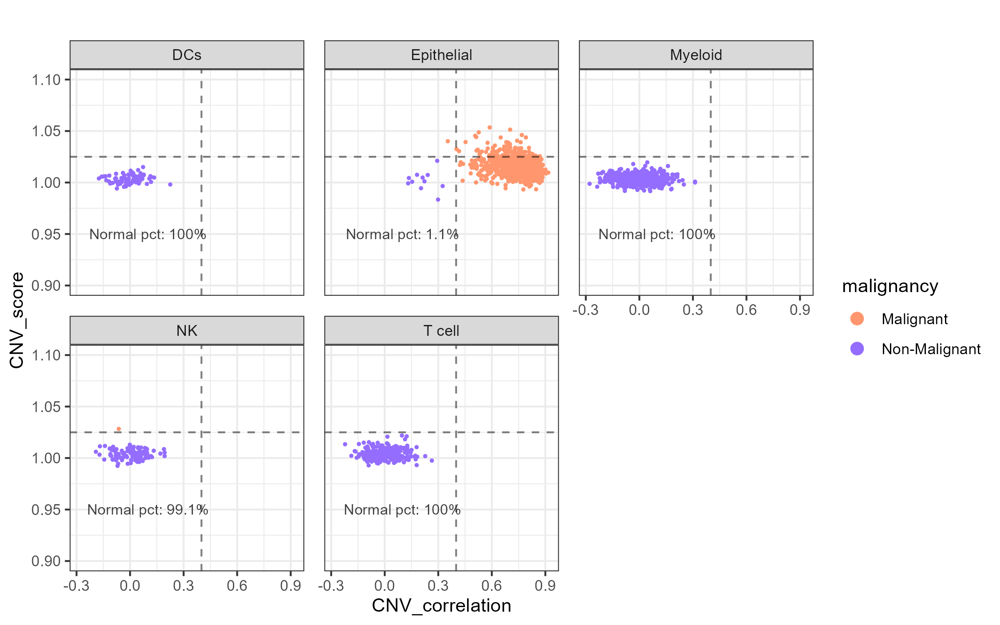 DCs
Epithelial
Myeloid
1.10
1.05
1.00
0.95
0.90
Normal pct: 100%
Normal pct: 1.1%
Normal pct: 100%
-0.3 0.0 0.3 0.6 0.9
CNV_score
malignancy
Malignant
Non-Malignant
NK
T cell
1.10
1.05
1.00
0.95
0.90
Normal pct: 99.1%
Normal pct: 100%
-0.3 0.0 0.3 0.6 0.9
-0.3 0.0 0.3 0.6 0.9
CNV_correlation